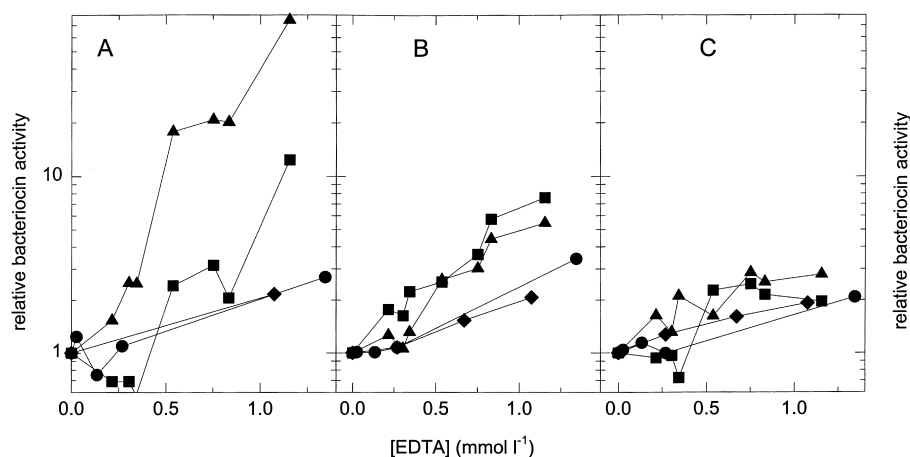 A B C
relative bacteriocin activity
10
1
relative bacteriocin activity
0.0 0.5 1.0 0.0 0.5 1.0 0.0 0.5 1.0
[EDTA] (mmol l-1)